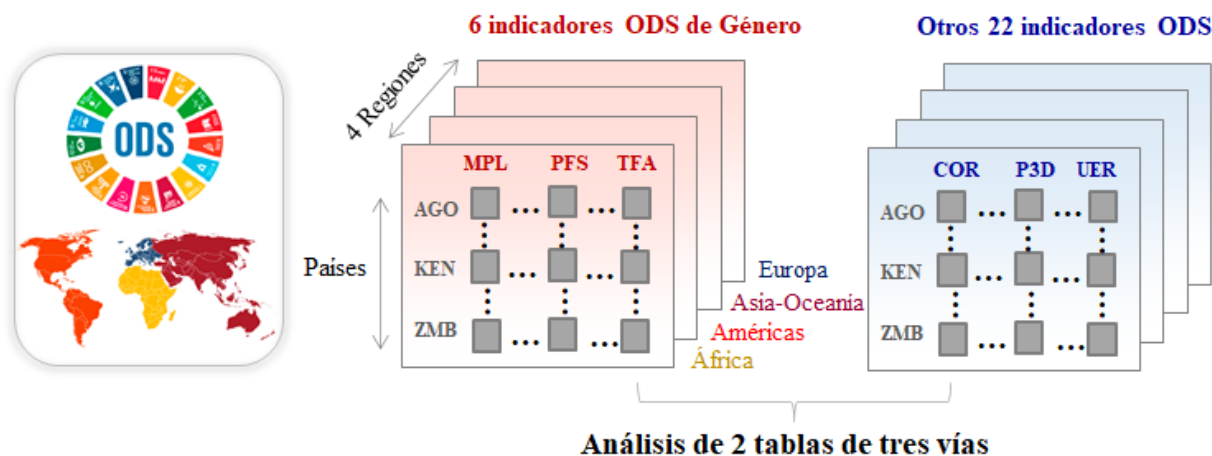 6 indicadores ODS de Género
Otros 22 indicadores ODS
ODS
4 Regiones
Países
MPL PFS TFA
AGO
KEN
ZMB
Europa
Asia-Oceanía
Américas
África
COR P3D UER
AGO
KEN
ZMB
Análisis de 2 tablas de tres vías